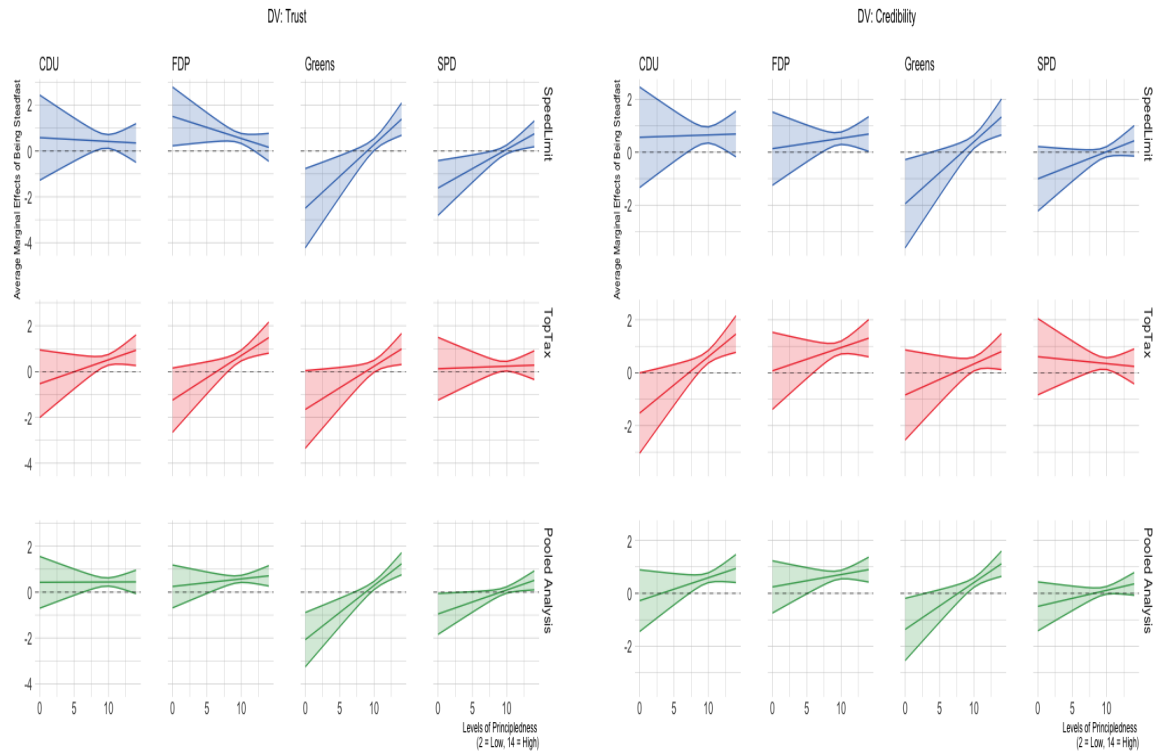 DV: Trust
CDU
FDP
Greens
SPD
Average Marginal Effects of Being Steadfast
2
0
-2
-4
SpeedLimit
2
0
-2
-4
TopTax
2
0
-2
-4
Pooled Analysis
0 5 10
0 5 10
0 5 10
0 5 10
Levels of Principledness
(2 = Low, 14 = High)
DV: Credibility
CDU
FDP
Greens
SPD
Average Marginal Effects of Being Steadfast
2
0
-2
SpeedLimit
2
0
-2
TopTax
2
0
-2
Pooled Analysis
0 5 10
0 5 10
0 5 10
0 5 10
Levels of Principledness
(2 = Low, 14 = High)